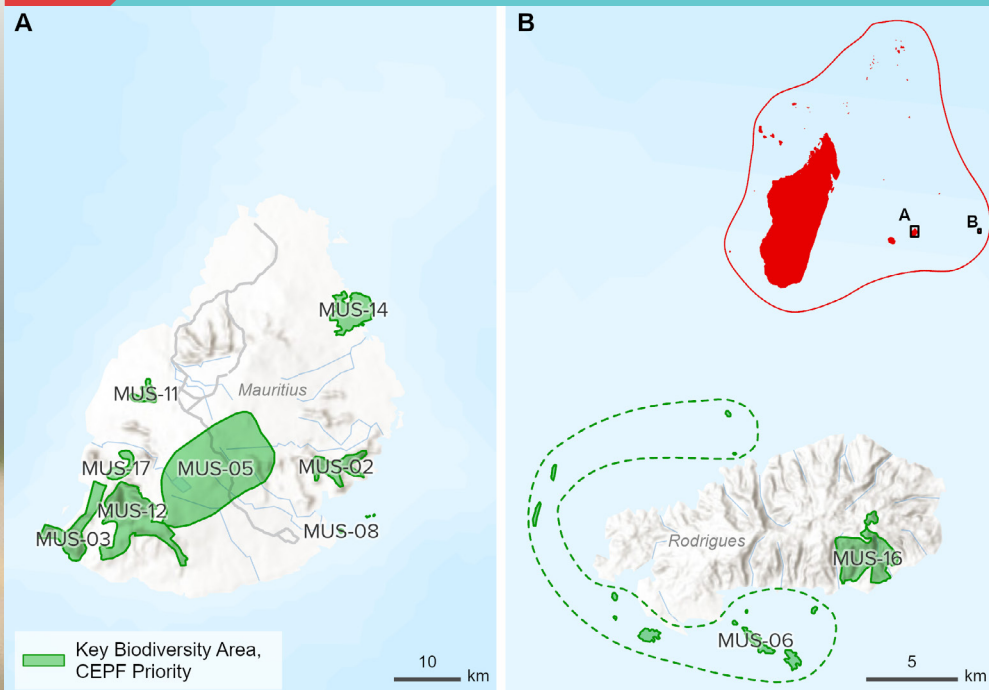 A
MUS-14
MUS-11
Mauritius
MUS-17
MUS-05
MUS-02
MUS-12
MUS-08
MUS-03
Key Biodiversity Area,
CEPF Priority
10
km
B
A
B
Rodrigues
MUS-16
MUS-06
5
km